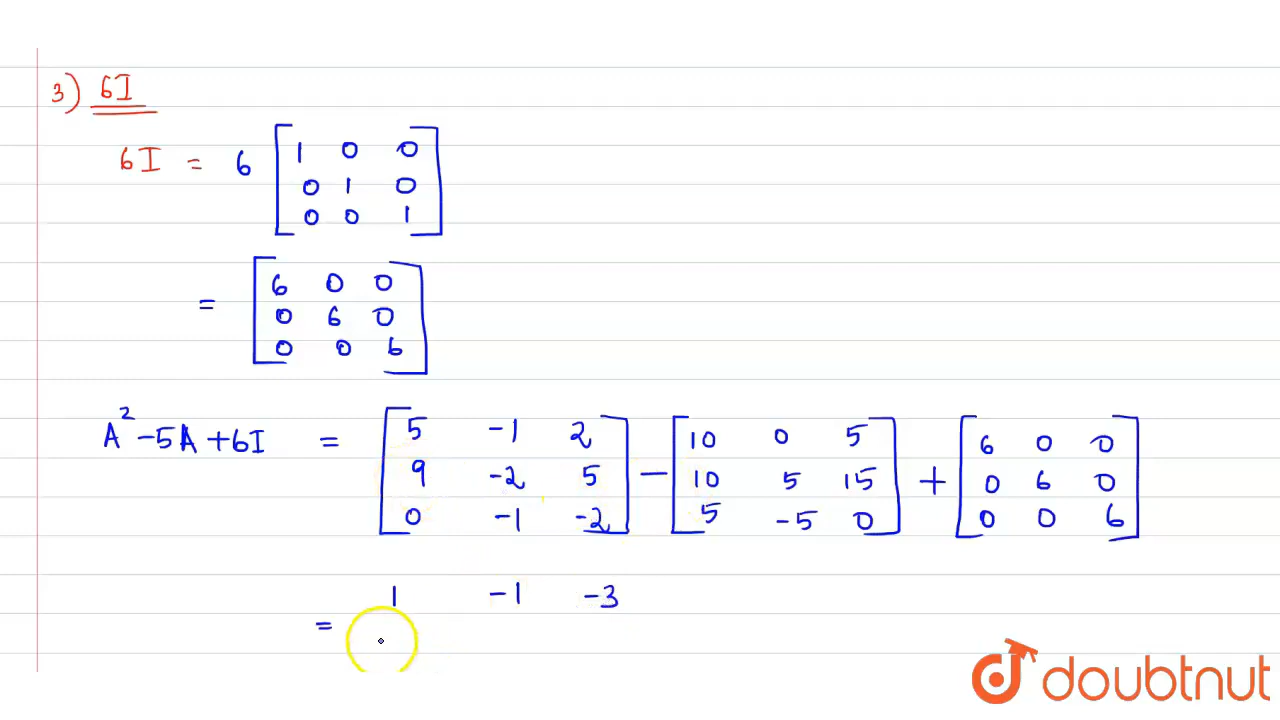 3) 6I
6I = 6 [1 0 0
0 1 0
0 0 1]
= [6 0 0
0 6 0
0 0 6]
A² -5A +6I = [5 -1 2 − [10 0 5 + [6 0 0
9 -2 5 10 5 15 0 6 0
0 -1 -2] 5 -5 0] 0 0 6]
= 1 -1 -3
doubtnut